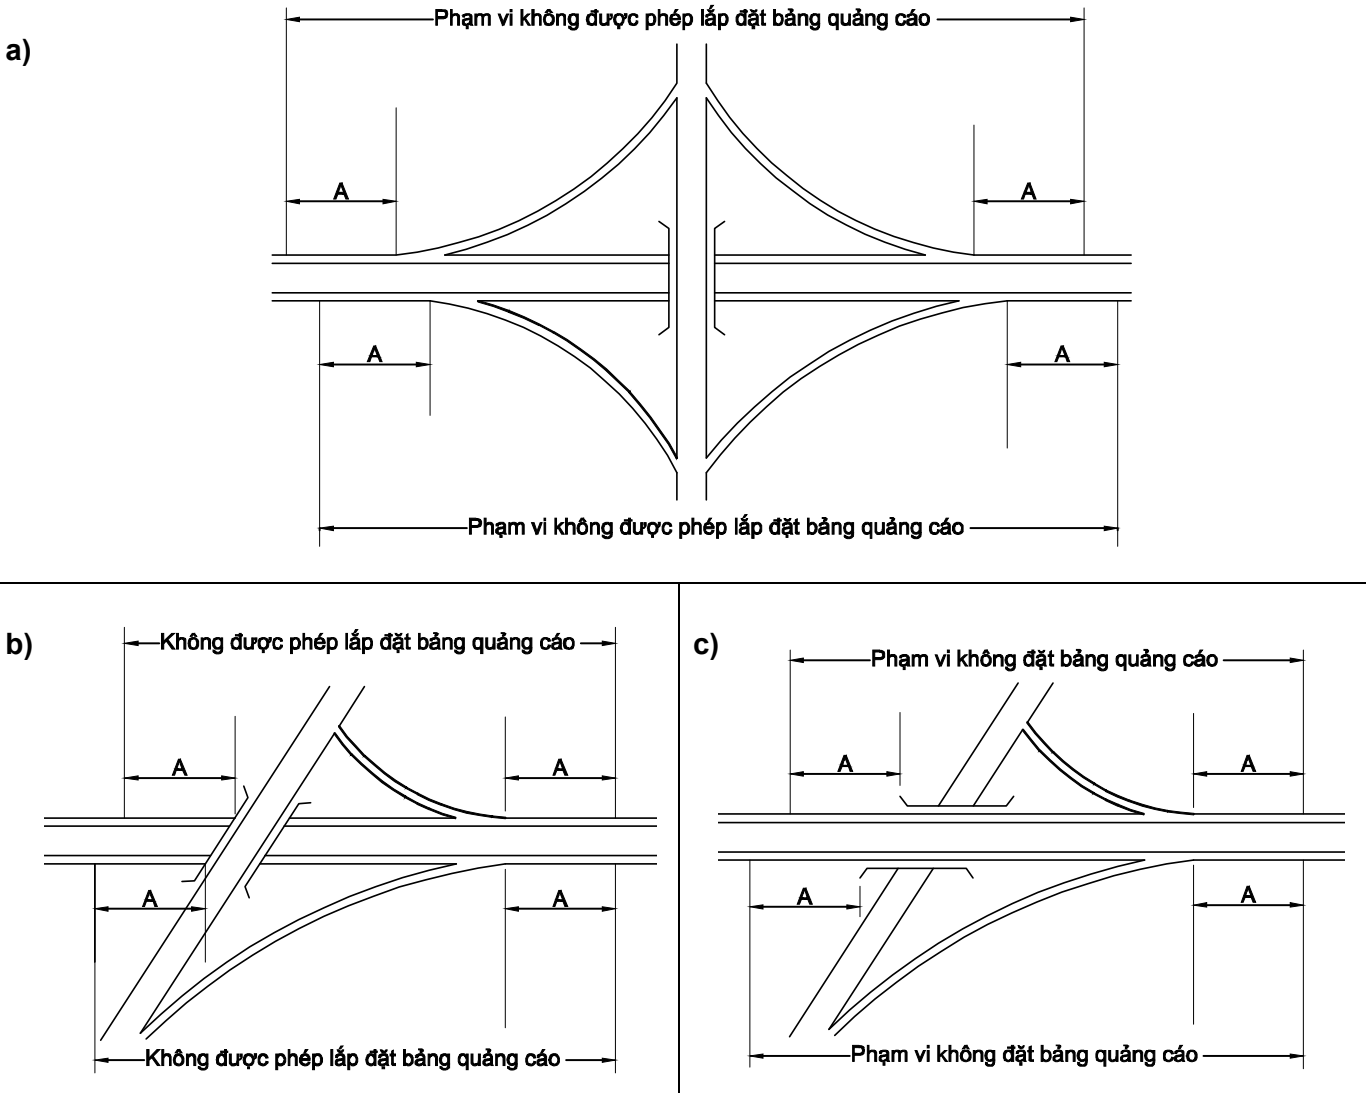 a)
Phạm vi không được phép lắp đặt bảng quảng cáo
A
A
A
A
Phạm vi không được phép lắp đặt bảng quảng cáo
b)
Không được phép lắp đặt bảng quảng cáo
A
A
A
A
Không được phép lắp đặt bảng quảng cáo
c)
Phạm vi không đặt bảng quảng cáo
A
A
A
A
Phạm vi không đặt bảng quảng cáo